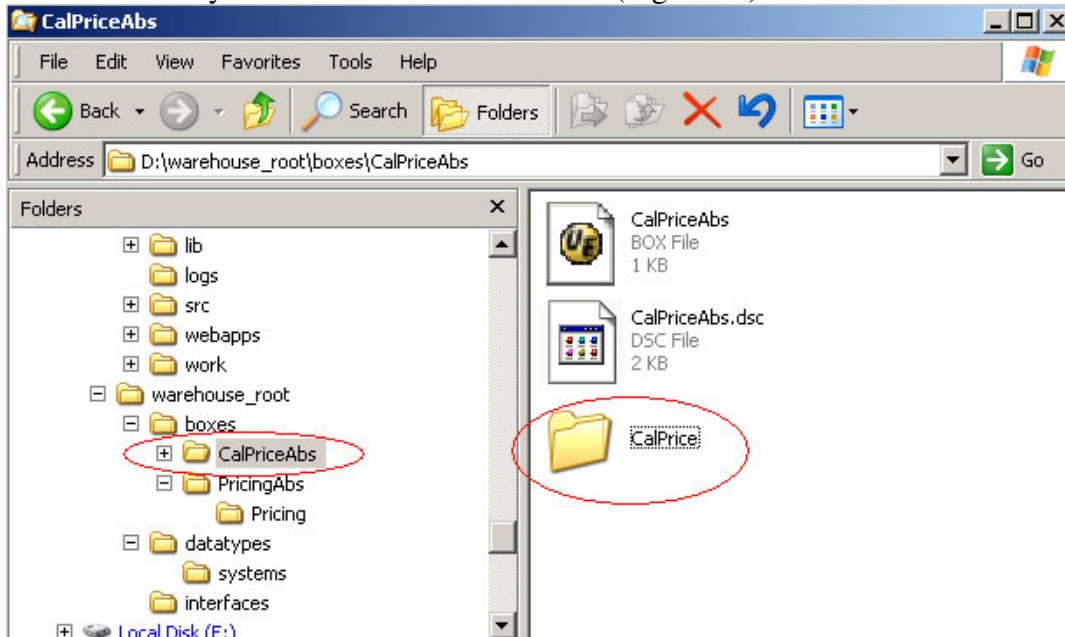 CalPriceAbs
File Edit View Favorites Tools Help
Back Search Folders
Address D:\warehouse_root\boxes\CalPriceAbs Go
Folders
lib
logs
src
webapps
work
warehouse_root
boxes
CalPriceAbs
PricingAbs
Pricing
datatypes
systems
interfaces
Local Disk (E:)
CalPriceAbs
BOX File
1 KB
CalPriceAbs.dsc
DSC File
2 KB
CalPrice